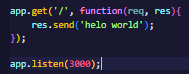 app.get('/', function(req, res){
    res.send('helo world');
});

app.listen(3000);